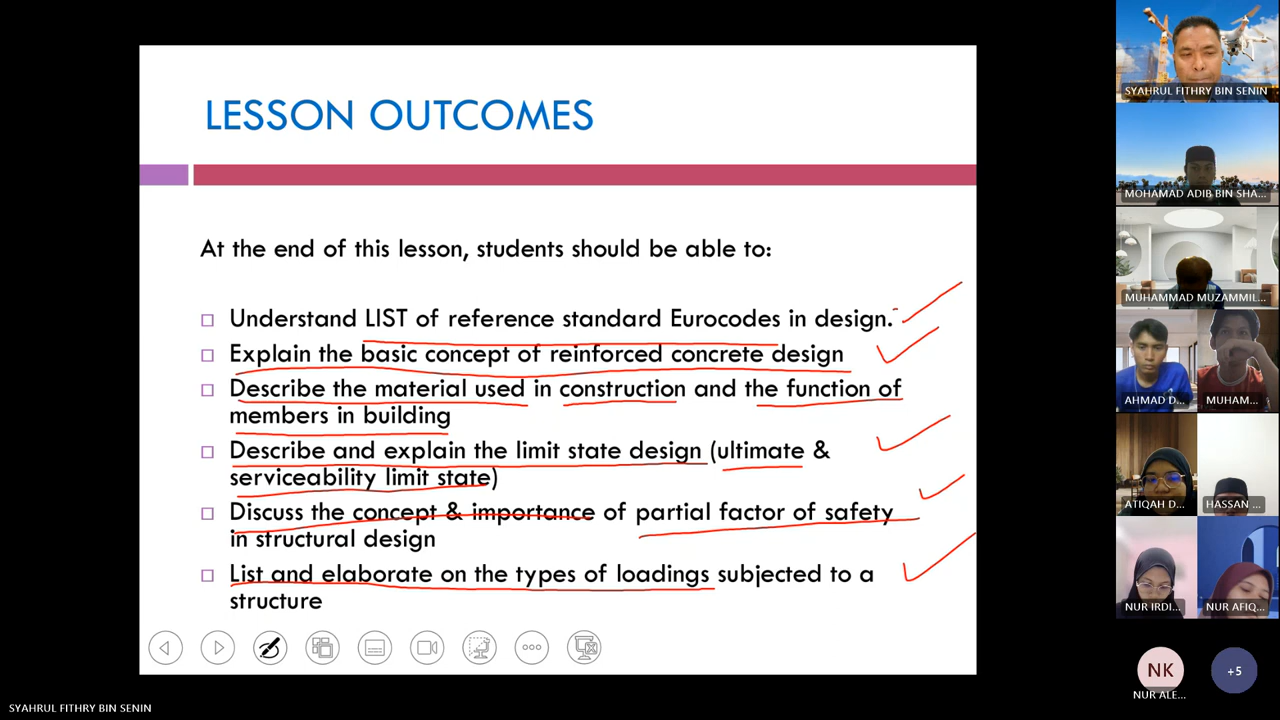 LESSON OUTCOMES
At the end of this lesson, students should be able to:
Understand LIST of reference standard Eurocodes in design.
Explain the basic concept of reinforced concrete design
Describe the material used in construction and the function of
members in building
Describe and explain the limit state design (ultimate &
serviceability limit state)
Discuss the concept & importance of partial factor of safety
in structural design
List and elaborate on the types of loadings subjected to a
structure
SYAHRUL FITHRY BIN SENIN
MOHAMAD ADIB BIN SHA...
MUHAMMAD MUZAMMIL...
AHMAD D...
MUHAM...
ATIQAH D...
HASSAN ...
NUR IRDI...
NUR AFIQ...
NK
+5
NUR ALE...
SYAHRUL FITHRY BIN SENIN